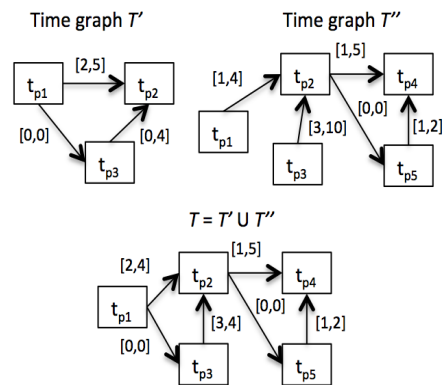 Time graph T'
Time graph T''
[2,5]
t_p1
t_p2
[0,0]
[0,4]
t_p3
[1,5]
[1,4]
t_p2
t_p4
[0,0]
t_p1
[3,10]
[1,2]
t_p3
t_p5
T = T' U T''
[1,5]
[2,4]
t_p2
t_p4
t_p1
[0,0]
[3,4]
[1,2]
[0,0]
t_p3
t_p5